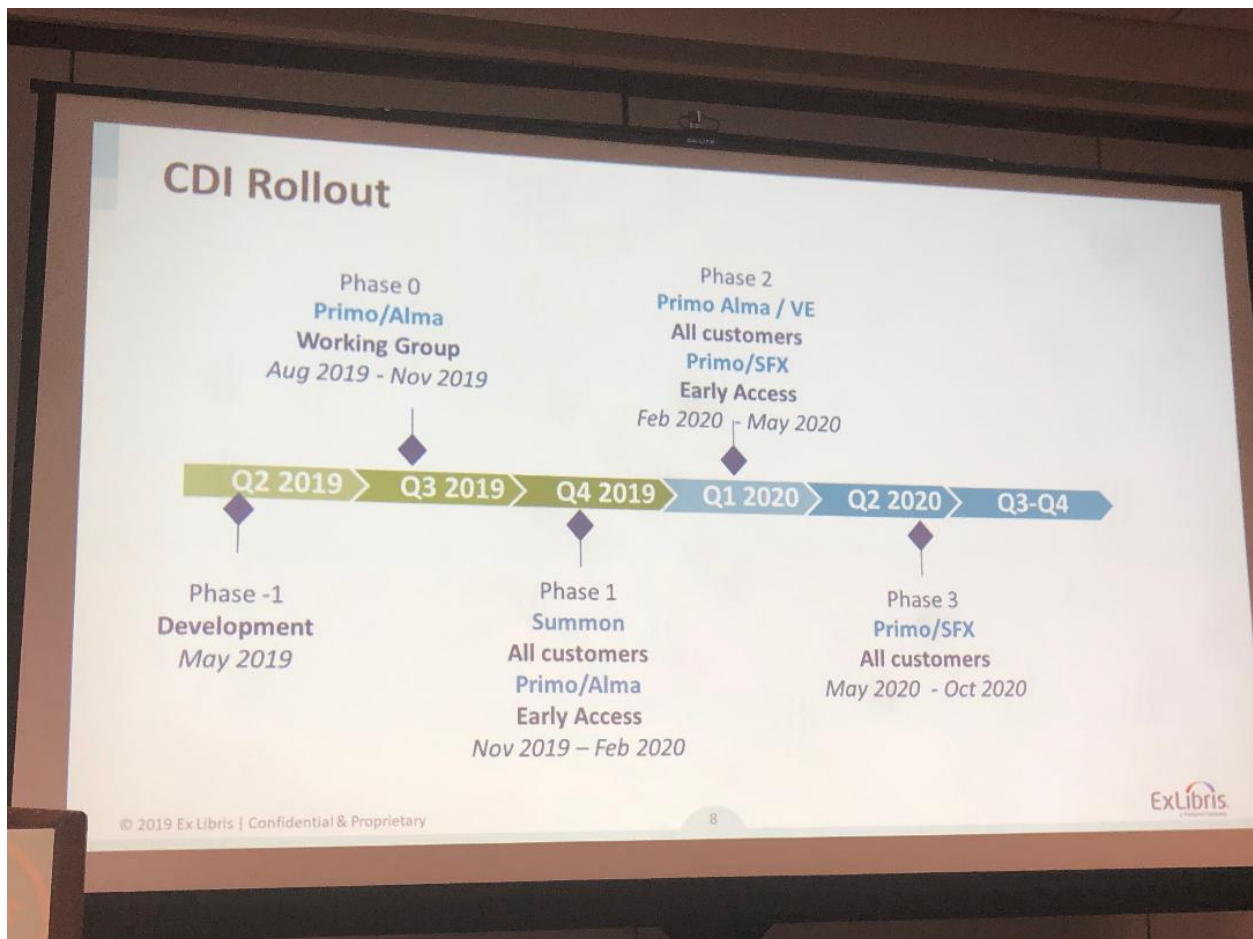 CDI Rollout
Phase 0
Primo/Alma
Working Group
Aug 2019 - Nov 2019
Phase 2
Primo Alma / VE
All customers
Primo/SFX
Early Access
Feb 2020 - May 2020
Q2 2019
Q3 2019
Q4 2019
Q1 2020
Q2 2020
Q3-Q4
Phase -1
Development
May 2019
Phase 1
Summon
All customers
Primo/Alma
Early Access
Nov 2019 – Feb 2020
Phase 3
Primo/SFX
All customers
May 2020 - Oct 2020
© 2019 Ex Libris | Confidential & Proprietary
8
ExLibris